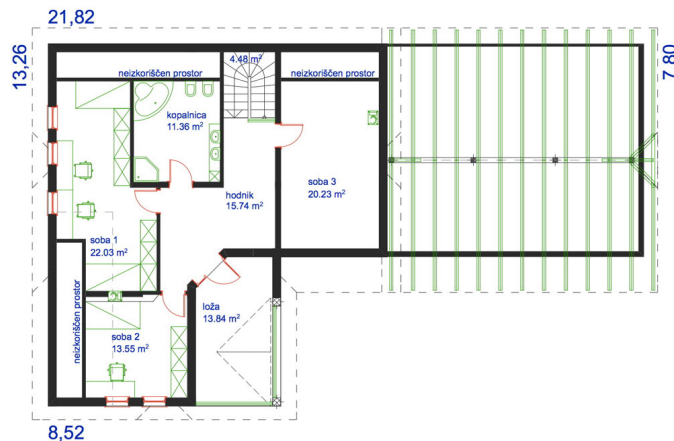 21,82
13,26
7,80
4.48 m²
neizkoriščen prostor
neizkoriščen prostor
kopalnica
11.36 m²
soba 3
20.23 m²
hodnik
15.74 m²
soba 1
22.03 m²
neizkoriščen prostor
loža
13.84 m²
soba 2
13.55 m²
8,52